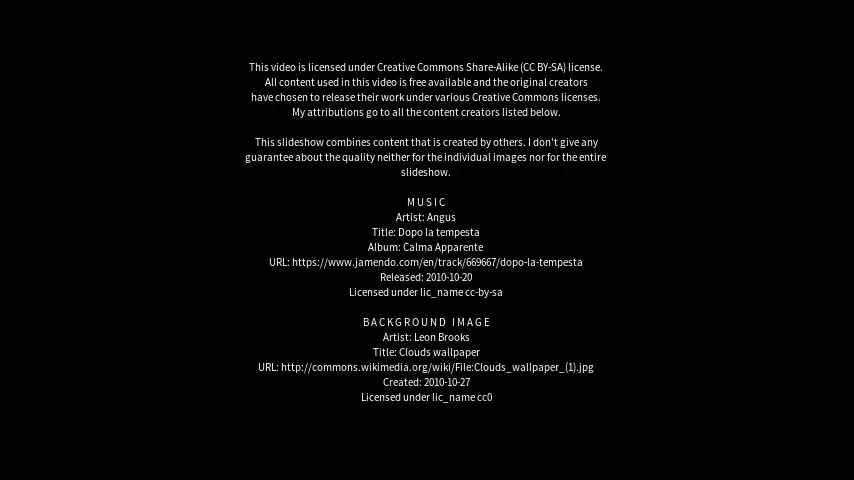 This video is licensed under Creative Commons Share-Alike (CC BY-SA) license.
All content used in this video is free available and the original creators
have chosen to release their work under various Creative Commons licenses.
My attributions go to all the content creators listed below.
This slideshow combines content that is created by others. I don't give any
guarantee about the quality neither for the individual images nor for the entire
slideshow.
MUSIC
Artist: Angus
Title: Dopo la tempesta
Album: Calma Apparente
URL: https://www.jamendo.com/en/track/669667/dopo-la-tempesta
Released: 2010-10-20
Licensed under lic_name cc-by-sa
BACKGROUND IMAGE
Artist: Leon Brooks
Title: Clouds wallpaper
URL: http://commons.wikimedia.org/wiki/File:Clouds_wallpaper_(1).jpg
Created: 2010-10-27
Licensed under lic_name cc0